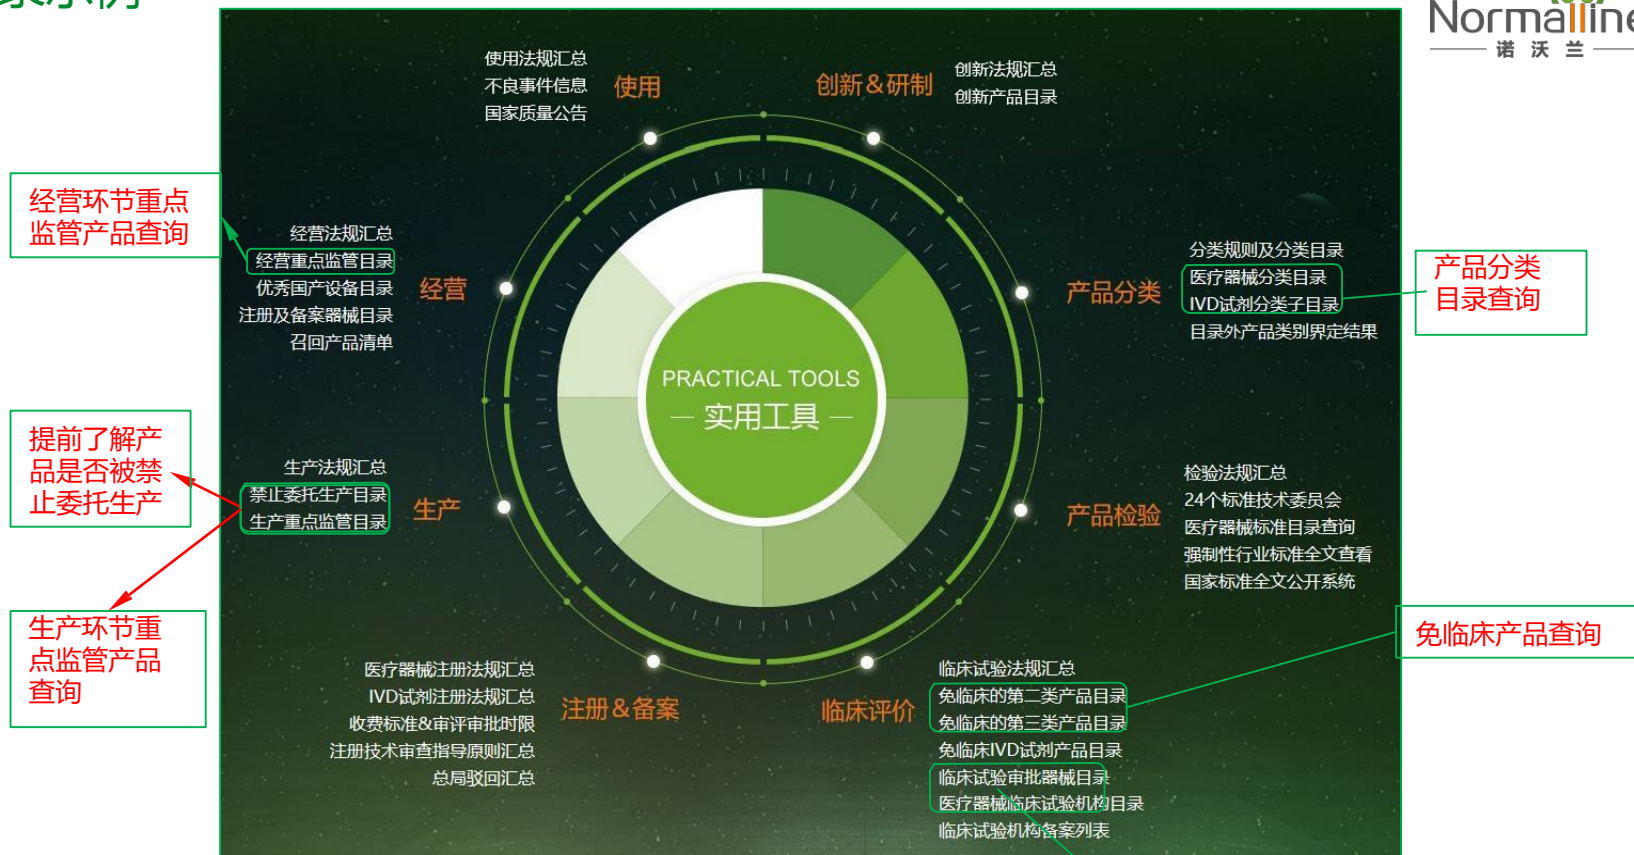 Normalline
诺沃兰
使用法规汇总
不良事件信息
国家质量公告
使用
创新&研制
创新法规汇总
创新产品目录
经营环节重点
监管产品查询
经营法规汇总
经营重点监管目录
优秀国产设备目录
注册及备案器械目录
召回产品清单
经营
产品分类
分类规则及分类目录
医疗器械分类目录
IVD试剂分类子目录
目录外产品类别界定结果
产品分类
目录查询
PRACTICAL TOOLS
实用工具
提前了解产
品是否被禁
止委托生产
生产法规汇总
禁止委托生产目录
生产重点监管目录
生产
产品检验
检验法规汇总
24个标准技术委员会
医疗器械标准目录查询
强制性行业标准全文查看
国家标准全文公开系统
生产环节重
点监管产品
查询
医疗器械注册法规汇总
IVD试剂注册法规汇总
收费标准&审评审批时限
注册技术审查指导原则汇总
总局驳回汇总
注册&备案
临床评价
临床试验法规汇总
免临床的第二类产品目录
免临床的第三类产品目录
免临床IVD试剂产品目录
临床试验审批器械目录
医疗器械临床试验机构目录
临床试验机构备案列表
免临床产品查询